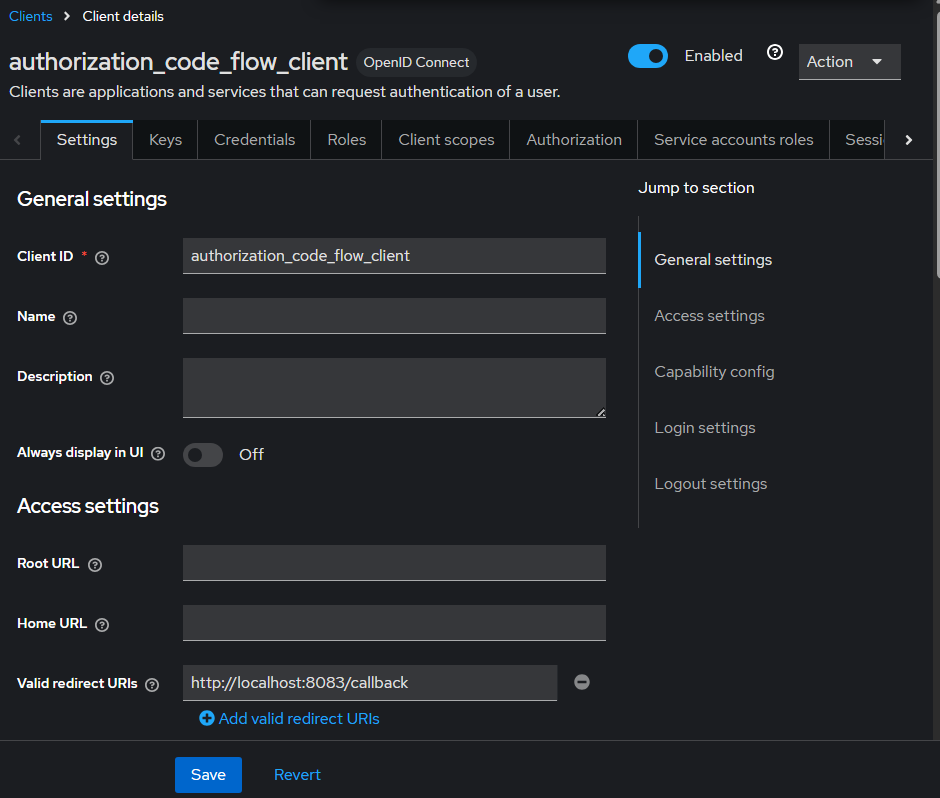 Clients > Client details
authorization_code_flow_client OpenID Connect Enabled Action
Clients are applications and services that can request authentication of a user.
Settings Keys Credentials Roles Client scopes Authorization Service accounts roles Sessi
General settings
Jump to section
Client ID * authorization_code_flow_client
General settings
Name
Access settings
Description
Capability config
Always display in UI Off
Login settings
Logout settings
Access settings
Root URL
Home URL
Valid redirect URIs http://localhost:8083/callback
Add valid redirect URIs
Save Revert